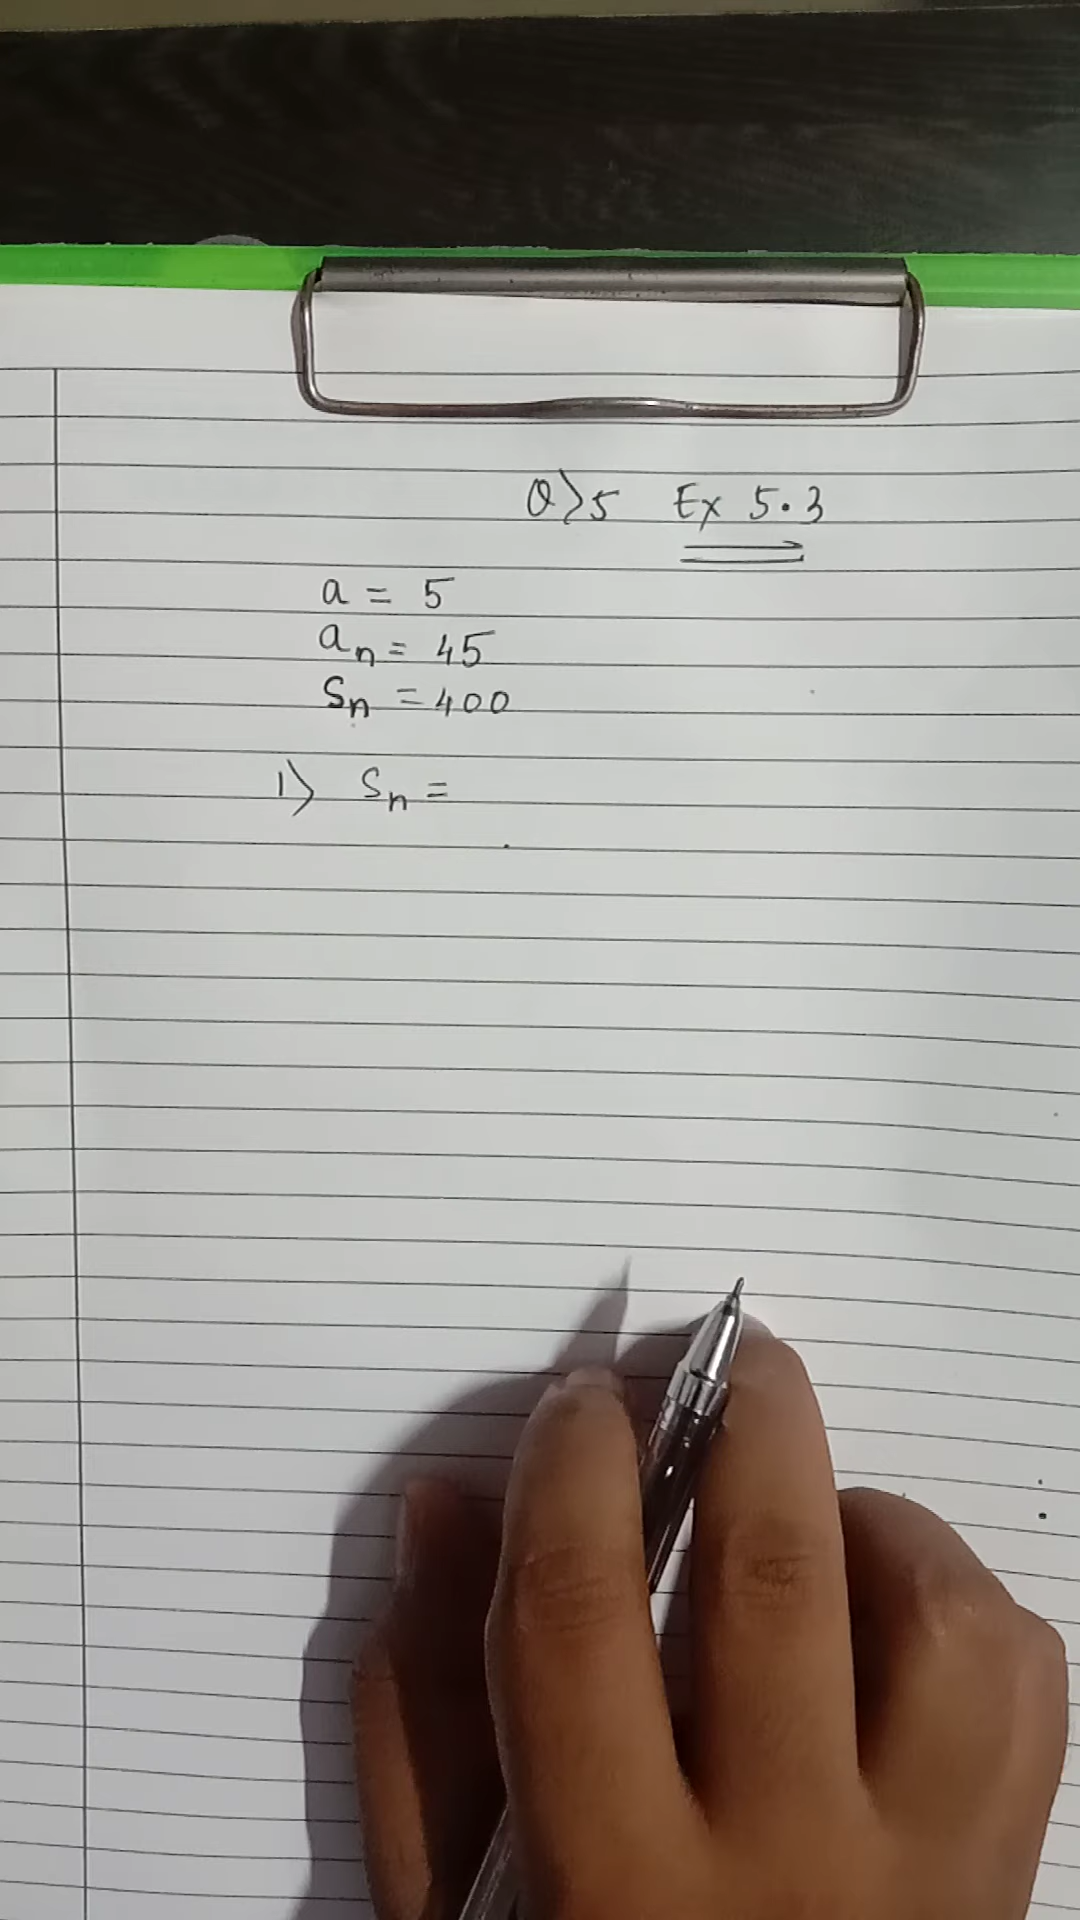 Q>5 Ex 5.3
a = 5
an = 45
Sn = 400
1) Sn =